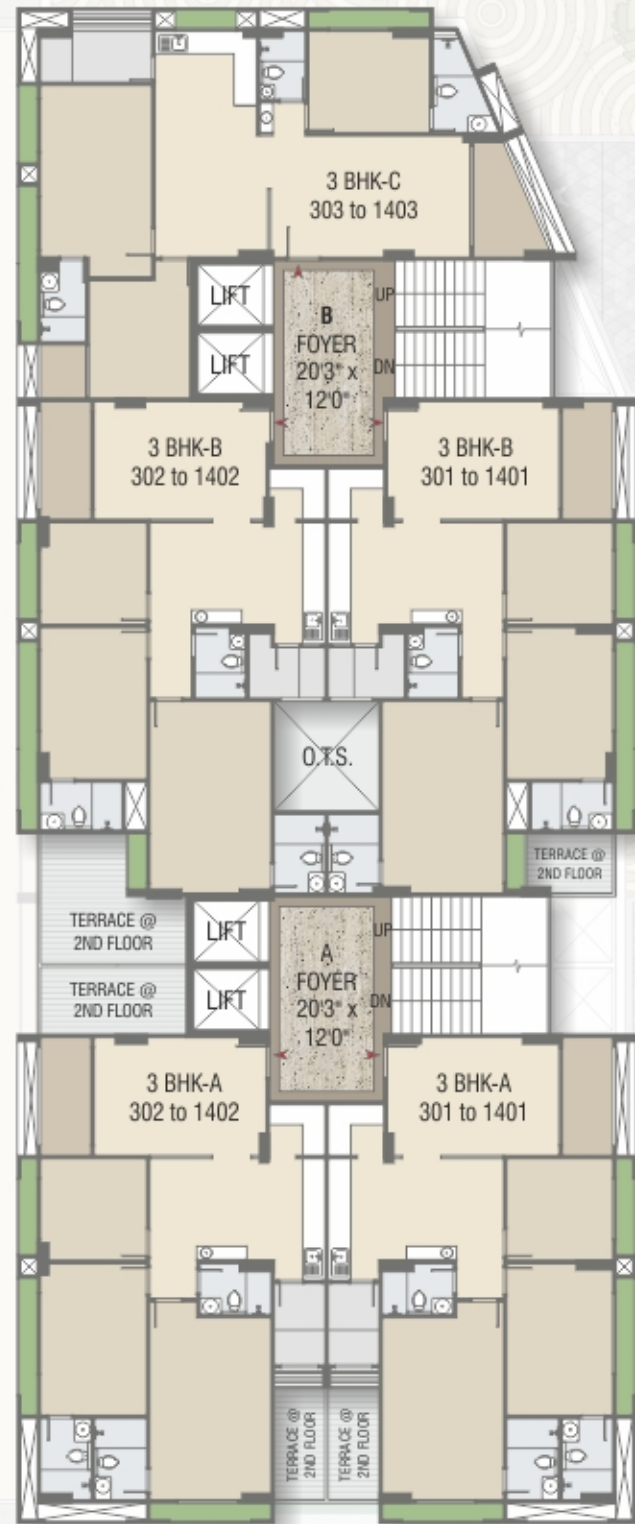 3 BHK-C
303 to 1403
LIFT
LIFT
UP
DN
B
FOYER
20'3" x
12'0"
3 BHK-B
302 to 1402
3 BHK-B
301 to 1401
O.T.S.
TERRACE @
2ND FLOOR
TERRACE @
2ND FLOOR
TERRACE @
2ND FLOOR
LIFT
LIFT
UP
DN
A
FOYER
20'3" x
12'0"
3 BHK-A
302 to 1402
3 BHK-A
301 to 1401
TERRACE @
2ND FLOOR
TERRACE @
2ND FLOOR